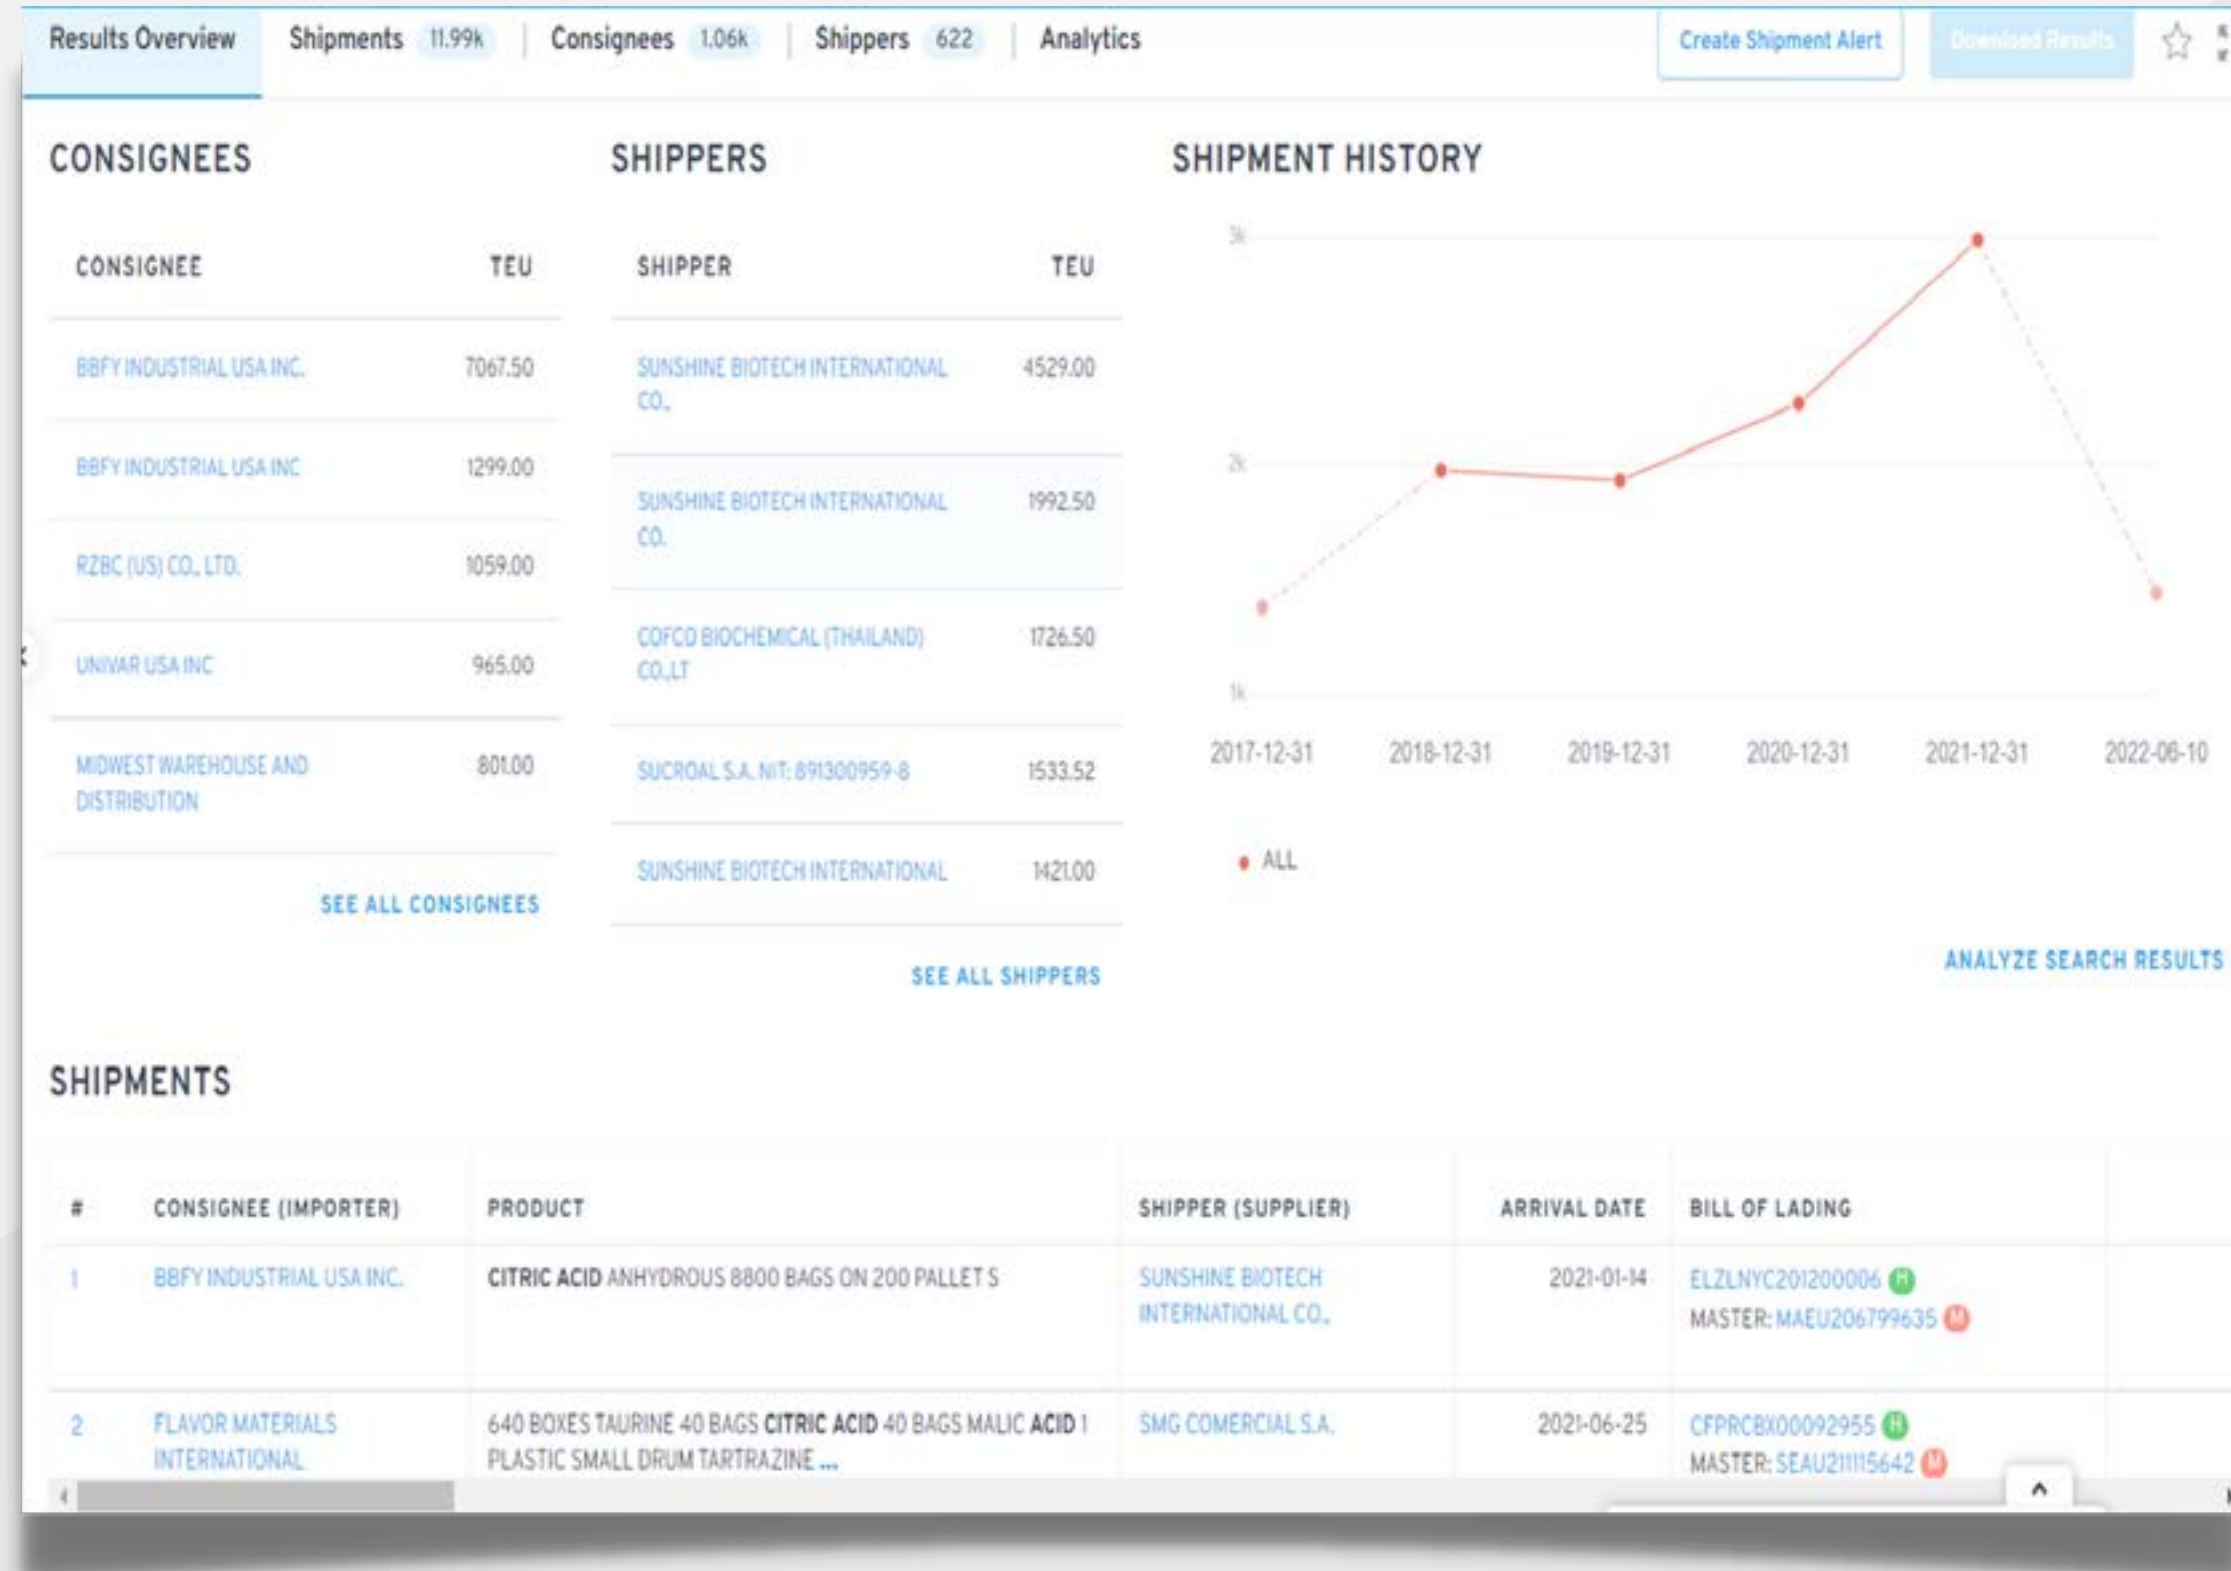 Results Overview Shipments 11.99k Consignees 1.06k Shippers 622 Analytics Create Shipment Alert Download Results
CONSIGNEES
CONSIGNEE TEU
BBFY INDUSTRIAL USA INC. 7067.50
BBFY INDUSTRIAL USA INC 1299.00
RZBC (US) CO., LTD. 1059.00
UNIVAR USA INC 965.00
MIDWEST WAREHOUSE AND 801.00
DISTRIBUTION
SEE ALL CONSIGNEES
SHIPPERS
SHIPPER TEU
SUNSHINE BIOTECH INTERNATIONAL 4529.00
CO.,
SUNSHINE BIOTECH INTERNATIONAL 1992.50
CO.
COFCO BIOCHEMICAL (THAILAND) 1726.50
CO.,LT
SUCROAL S.A. NIT: 891300959-8 1533.52
SUNSHINE BIOTECH INTERNATIONAL 1421.00
SEE ALL SHIPPERS
SHIPMENT HISTORY
3k
2k
1k
2017-12-31 2018-12-31 2019-12-31 2020-12-31 2021-12-31 2022-06-10
ALL
ANALYZE SEARCH RESULTS
SHIPMENTS
# CONSIGNEE (IMPORTER) PRODUCT SHIPPER (SUPPLIER) ARRIVAL DATE BILL OF LADING
1 BBFY INDUSTRIAL USA INC. CITRIC ACID ANHYDROUS 8800 BAGS ON 200 PALLET S SUNSHINE BIOTECH 2021-01-14 ELZLNYC201200006 H
INTERNATIONAL CO., MASTER: MAEU206799635 M
2 FLAVOR MATERIALS 640 BOXES TAURINE 40 BAGS CITRIC ACID 40 BAGS MALIC ACID 1 SMG COMERCIAL S.A. 2021-06-25 CFPRCBX00092955 H
INTERNATIONAL PLASTIC SMALL DRUM TARTRAZINE ... MASTER: SEAU211115642 M